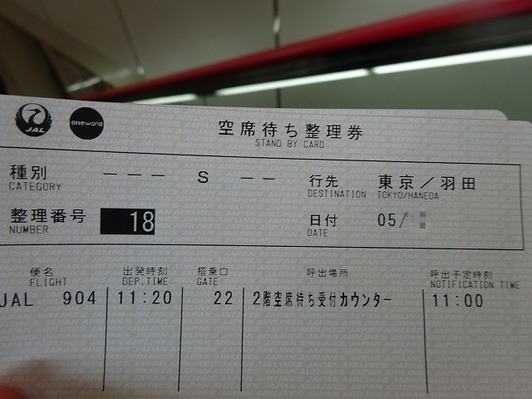 JAL
oneworld
空席待ち整理券
STAND BY CARD
種別 --- S --
CATEGORY
行先 東京/羽田
DESTINATION TOKYO/HANEDA
整理番号 18
NUMBER
日付 05/
DATE
便名 出発時刻 搭乗口 呼出場所 呼出予定時刻
FLIGHT DEP.TIME GATE NOTIFICATION TIME
JAL 904 11:20 22 2階空席待ち受付カウンター 11:00